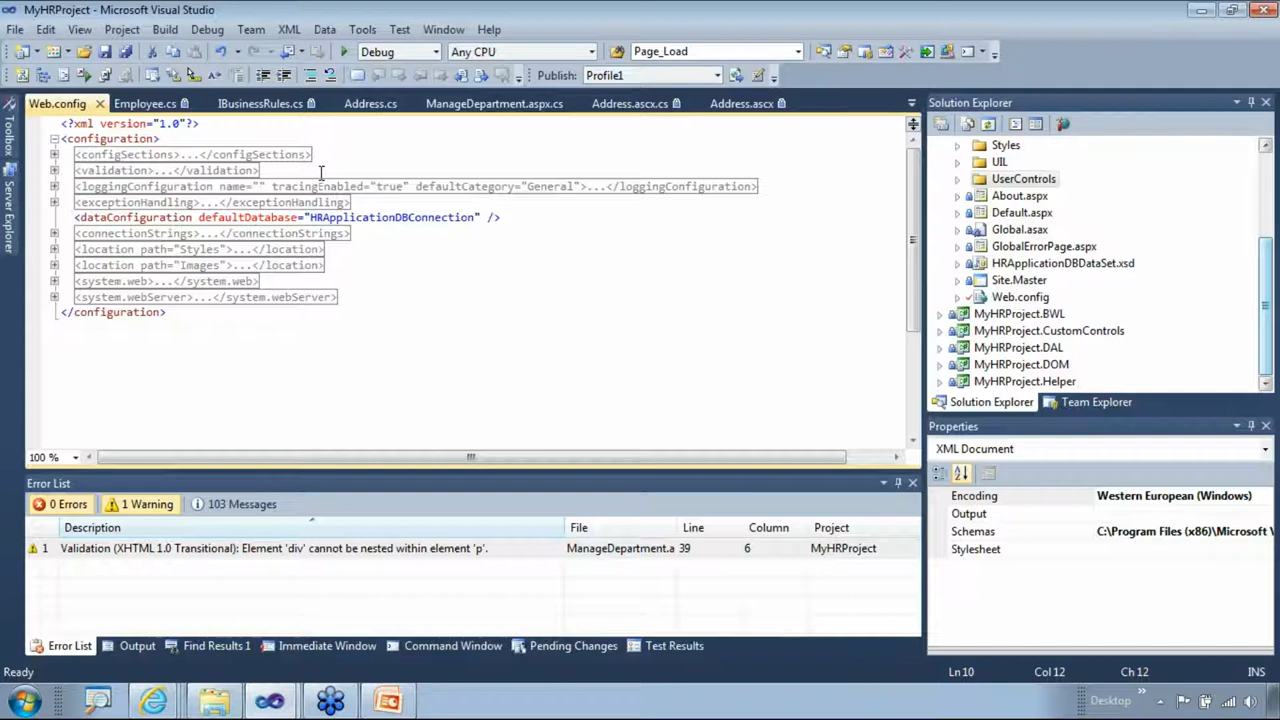 MyHRProject - Microsoft Visual Studio
File Edit View Project Build Debug Team XML Data Tools Test Architecture Analyze Window Help
Debug Any CPU Page_Load
Publish: Profile1
Web.config Employee.cs IBusinessRules.cs Address.cs ManageDepartment.aspx.cs Address.ascx.cs Address.ascx
<?xml version="1.0"?>
<configuration>
<configSections>...</configSections>
<validation>...</validation>
<loggingConfiguration name="" tracingEnabled="true" defaultCategory="General">...</loggingConfiguration>
<exceptionHandling>...</exceptionHandling>
<dataConfiguration defaultDatabase="HRApplicationDBConnection" />
<connectionStrings>...</connectionStrings>
<location path="Styles">...</location>
<location path="Images">...</location>
<system.web>...</system.web>
<system.webServer>...</system.webServer>
</configuration>
100 %
Toolbox
Server Explorer
Solution Explorer
Styles
UIL
UserControls
About.aspx
Default.aspx
Global.asax
GlobalErrorPage.aspx
HRApplicationDBDataSet.xsd
Site.Master
Web.config
MyHRProject.BWL
MyHRProject.CustomControls
MyHRProject.DAL
MyHRProject.DOM
MyHRProject.Helper
Solution Explorer Team Explorer
Properties
XML Document
Encoding Western European (Windows)
Output
Schemas C:\Program Files (x86)\Microsoft V
Stylesheet
Error List
0 Errors 1 Warning 103 Messages
Description File Line Column Project
1 Validation (XHTML 1.0 Transitional): Element 'div' cannot be nested within element 'p'. ManageDepartment.a 39 6 MyHRProject
Error List Output Find Results 1 Immediate Window Command Window Pending Changes Test Results
Ready Ln 10 Col 12 Ch 12 INS
Desktop